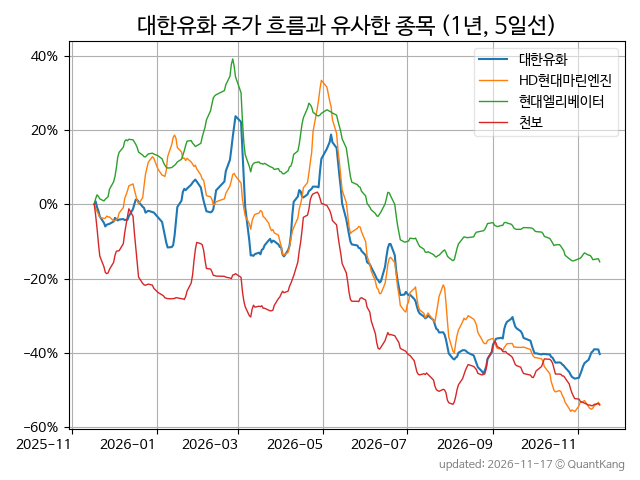 대한유화 주가 흐름과 유사한 종목 (1년, 5일선)
대한유화
HD현대마린엔진
현대엘리베이터
천보
40%
20%
0%
−20%
−40%
−60%
2025−11
2026−01
2026−03
2026−05
2026−07
2026−09
2026−11
updated: 2026-11-17 © QuantKang